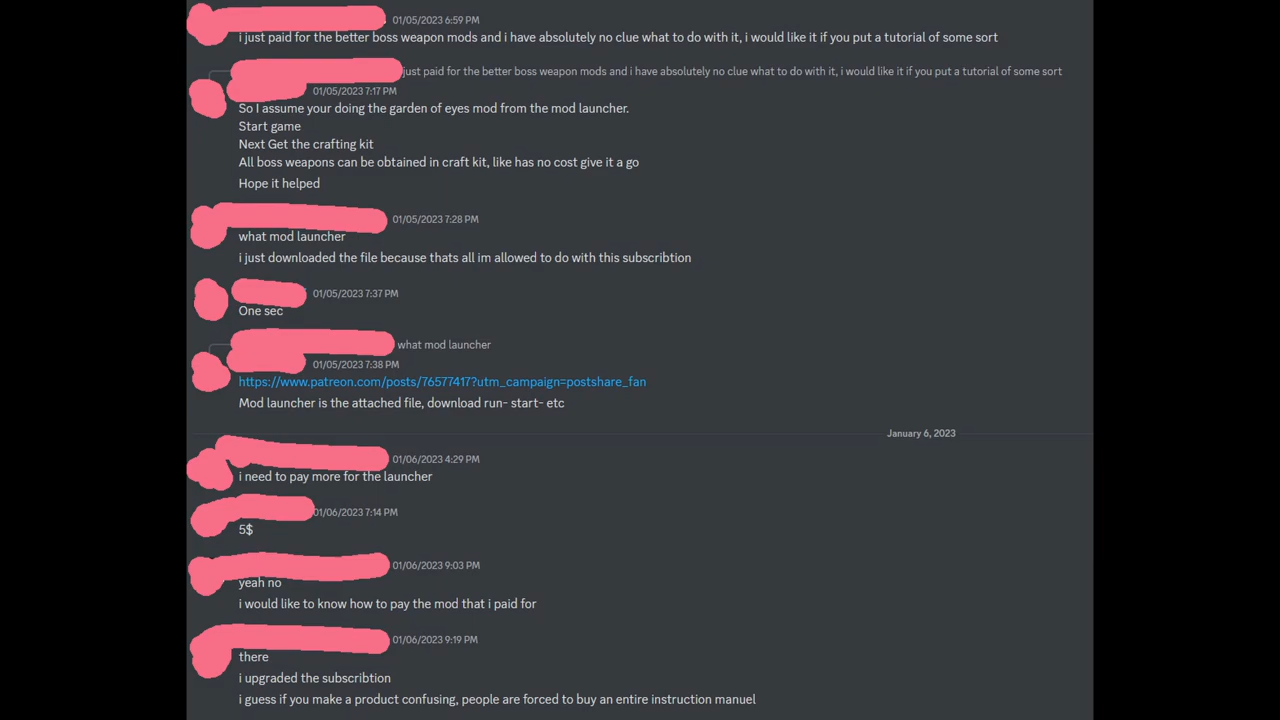 01/05/2023 6:59 PM
i just paid for the better boss weapon mods and i have absolutely no clue what to do with it, i would like it if you put a tutorial of some sort
just paid for the better boss weapon mods and i have absolutely no clue what to do with it, i would like it if you put a tutorial of some sort
01/05/2023 7:17 PM
So I assume your doing the garden of eyes mod from the mod launcher.
Start game
Next Get the crafting kit
All boss weapons can be obtained in craft kit, like has no cost give it a go
Hope it helped
01/05/2023 7:28 PM
what mod launcher
i just downloaded the file because thats all im allowed to do with this subscribtion
01/05/2023 7:37 PM
One sec
what mod launcher
01/05/2023 7:38 PM
https://www.patreon.com/posts/76577417?utm_campaign=postshare_fan
Mod launcher is the attached file, download run- start- etc
January 6, 2023
01/06/2023 4:29 PM
i need to pay more for the launcher
01/06/2023 7:14 PM
5$
01/06/2023 9:03 PM
yeah no
i would like to know how to pay the mod that i paid for
01/06/2023 9:19 PM
there
i upgraded the subscribtion
i guess if you make a product confusing, people are forced to buy an entire instruction manuel